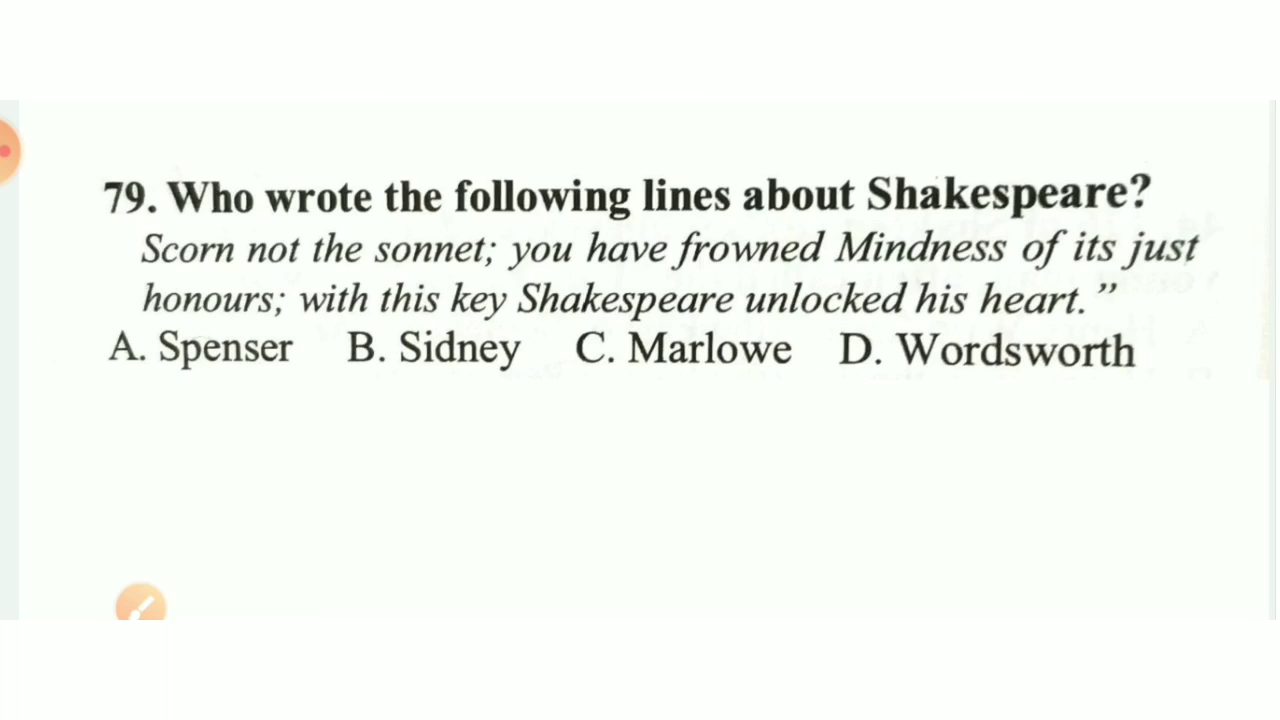 79. Who wrote the following lines about Shakespeare?
Scorn not the sonnet; you have frowned Mindness of its just
honours; with this key Shakespeare unlocked his heart.”
A. Spenser B. Sidney C. Marlowe D. Wordsworth